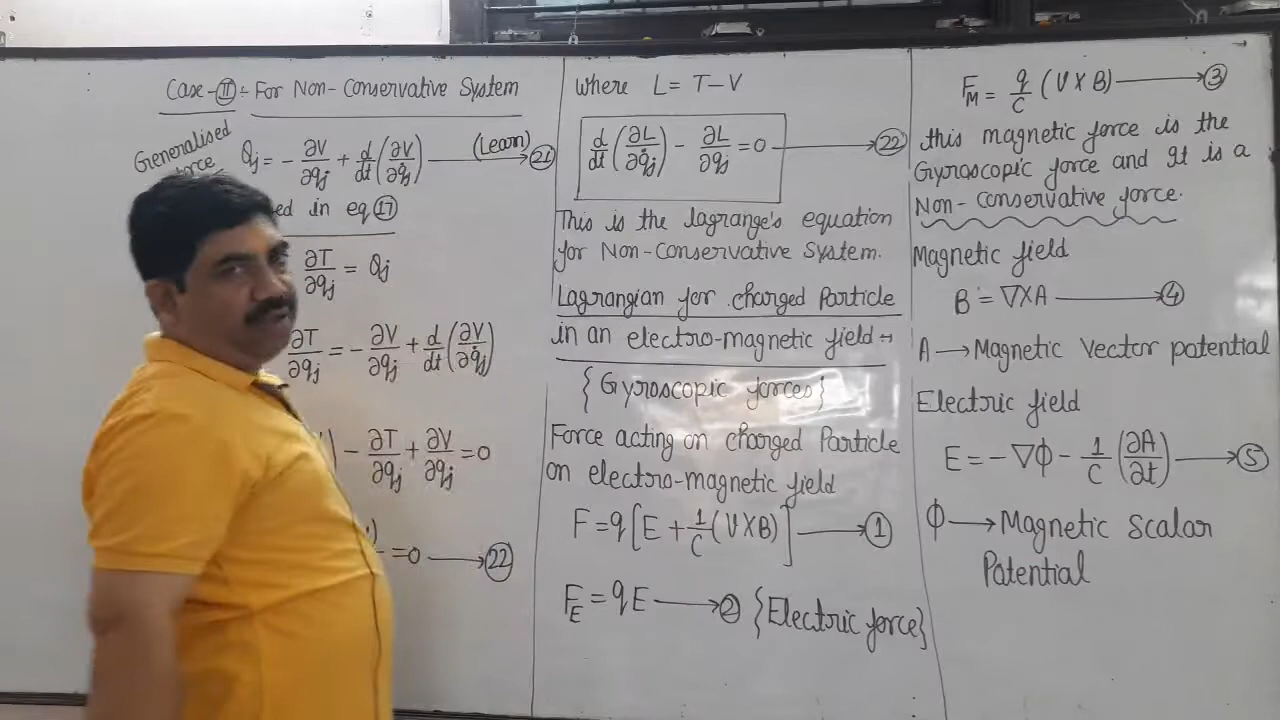 Case-II:- For Non-Conservative System
Generalised
Qj = - ∂V/∂qj + d/dt(∂V/∂q̇j) ⟶ 21
(Learn)
ed in eq 17
∂T/∂qj = Qj
∂T/∂qj = - ∂V/∂qj + d/dt(∂V/∂q̇j)
) - ∂T/∂qj + ∂V/∂qj = 0
= 0 ⟶ 22
where L = T - V
d/dt(∂L/∂q̇j) - ∂L/∂qj = 0 ⟶ 22
This is the lagrange's equation
for Non-Conservative System.
Lagrangian for charged Particle
in an electro-magnetic field →
{Gyroscopic forces}
Force acting on charged Particle
on electro-magnetic field
F = q[E + 1/C (V X B)] ⟶ 1
F_E = qE ⟶ 2 {Electric force}
F_M = q/C (V X B) ⟶ 3
this magnetic force is the
Gyroscopic force and It is a
Non-conservative force.
Magnetic field
B = ∇XA ⟶ 4
A ⟶ Magnetic vector potential
Electric field
E = - ∇Φ - 1/C (∂A/∂t) ⟶ 5
Φ ⟶ Magnetic Scalar
Potential